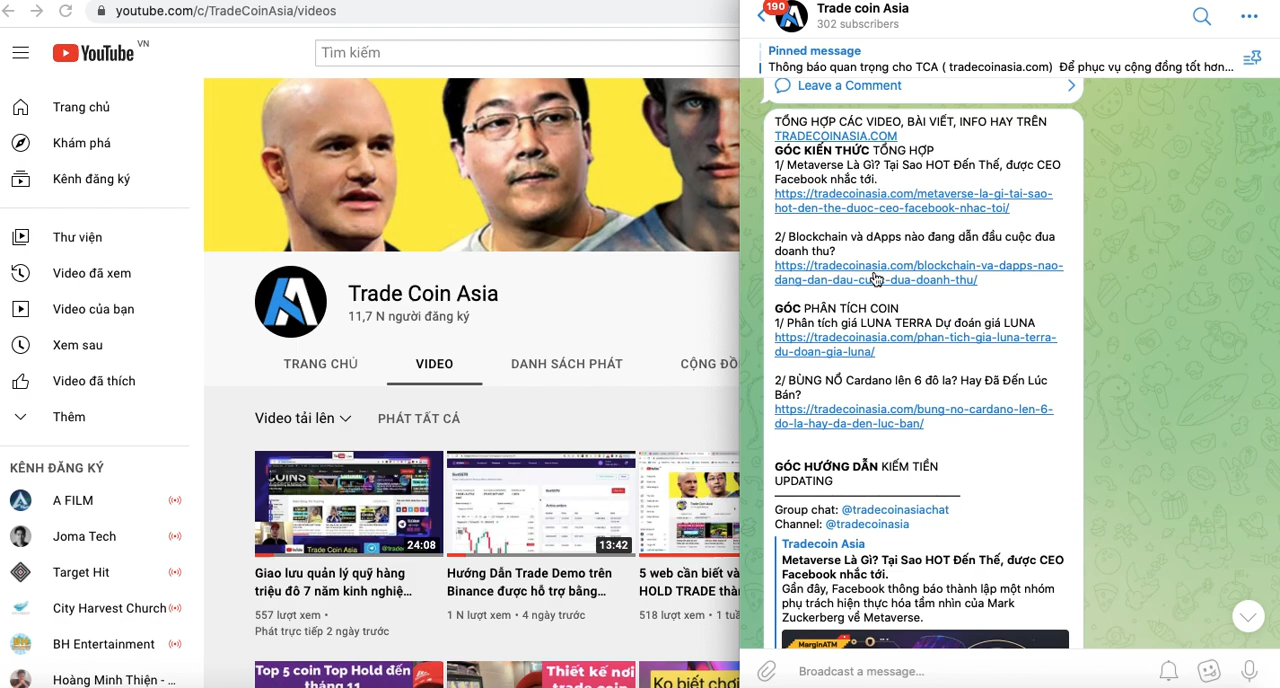 youtube.com/c/TradeCoinAsia/videos
YouTube VN
Tìm kiếm
Trang chủ
Khám phá
Kênh đăng ký
Thư viện
Video đã xem
Video của bạn
Xem sau
Video đã thích
Thêm
KÊNH ĐĂNG KÝ
A FILM
Joma Tech
Target Hit
City Harvest Church
BH Entertainment
Hoàng Minh Thiện - ...
Trade Coin Asia
11,7 N người đăng ký
TRANG CHỦ
VIDEO
DANH SÁCH PHÁT
CỘNG ĐỒ
Video tải lên
PHÁT TẤT CẢ
COINS
Trade Coin Asia
24:08
Giao lưu quản lý quỹ hàng
triệu đô 7 năm kinh nghiệ...
557 lượt xem •
Phát trực tiếp 2 ngày trước
13:42
Hướng Dẫn Trade Demo trên
Binance được hỗ trợ bằng...
1 N lượt xem • 4 ngày trước
5 web cần biết và
HOLD TRADE thàn
518 lượt xem • 1 tuầ
Top 5 coin Top Hold đến
tháng 11
Thiết kế nơi
trade coin
Ko biết chơi
190
Trade coin Asia
302 subscribers
Pinned message
Thông báo quan trọng cho TCA ( tradecoinasia.com) Để phục vụ cộng đồng tốt hơn...
Leave a Comment
TỔNG HỢP CÁC VIDEO, BÀI VIẾT, INFO HAY TRÊN
TRADECOINASIA.COM
GÓC KIẾN THỨC TỔNG HỢP
1/ Metaverse Là Gì? Tại Sao HOT Đến Thế, được CEO
Facebook nhắc tới.
https://tradecoinasia.com/metaverse-la-gi-tai-sao-
hot-den-the-duoc-ceo-facebook-nhac-toi/
2/ Blockchain và dApps nào đang dẫn đầu cuộc đua
doanh thu?
https://tradecoinasia.com/blockchain-va-dapps-nao-
dang-dan-dau-cuoc-dua-doanh-thu/
GÓC PHÂN TÍCH COIN
1/ Phân tích giá LUNA TERRA Dự đoán giá LUNA
https://tradecoinasia.com/phan-tich-gia-luna-terra-
du-doan-gia-luna/
2/ BÙNG NỔ Cardano lên 6 đô la? Hay Đã Đến Lúc
Bán?
https://tradecoinasia.com/bung-no-cardano-len-6-
do-la-hay-da-den-luc-ban/
GÓC HƯỚNG DẪN KIẾM TIỀN
UPDATING
Group chat: @tradecoinasiachat
Channel: @tradecoinasia
Tradecoin Asia
Metaverse Là Gì? Tại Sao HOT Đến Thế, được CEO
Facebook nhắc tới.
Gần đây, Facebook thông báo thành lập một nhóm
phụ trách hiện thực hóa tầm nhìn của Mark
Zuckerberg về Metaverse.
MarginATM
Broadcast a message...